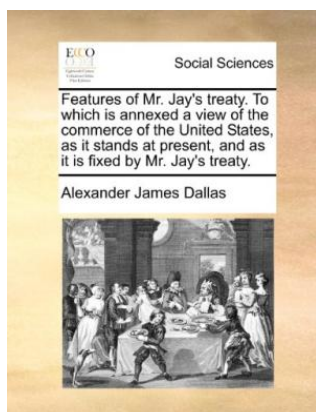 ECCO
Social Sciences
Features of Mr. Jay's treaty. To
which is annexed a view of the
commerce of the United States,
as it stands at present, and as
it is fixed by Mr. Jay's treaty.
Alexander James Dallas